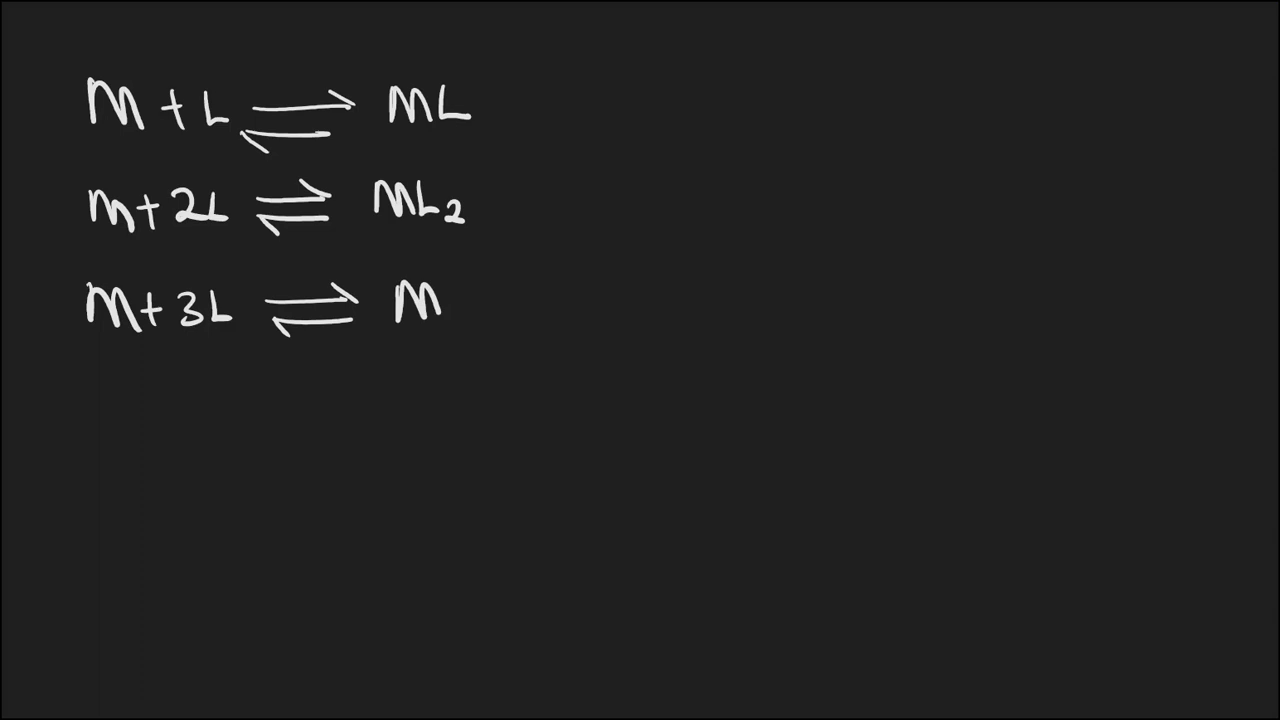 M + L ⇌ ML
M + 2L ⇌ ML₂
M + 3L ⇌ M